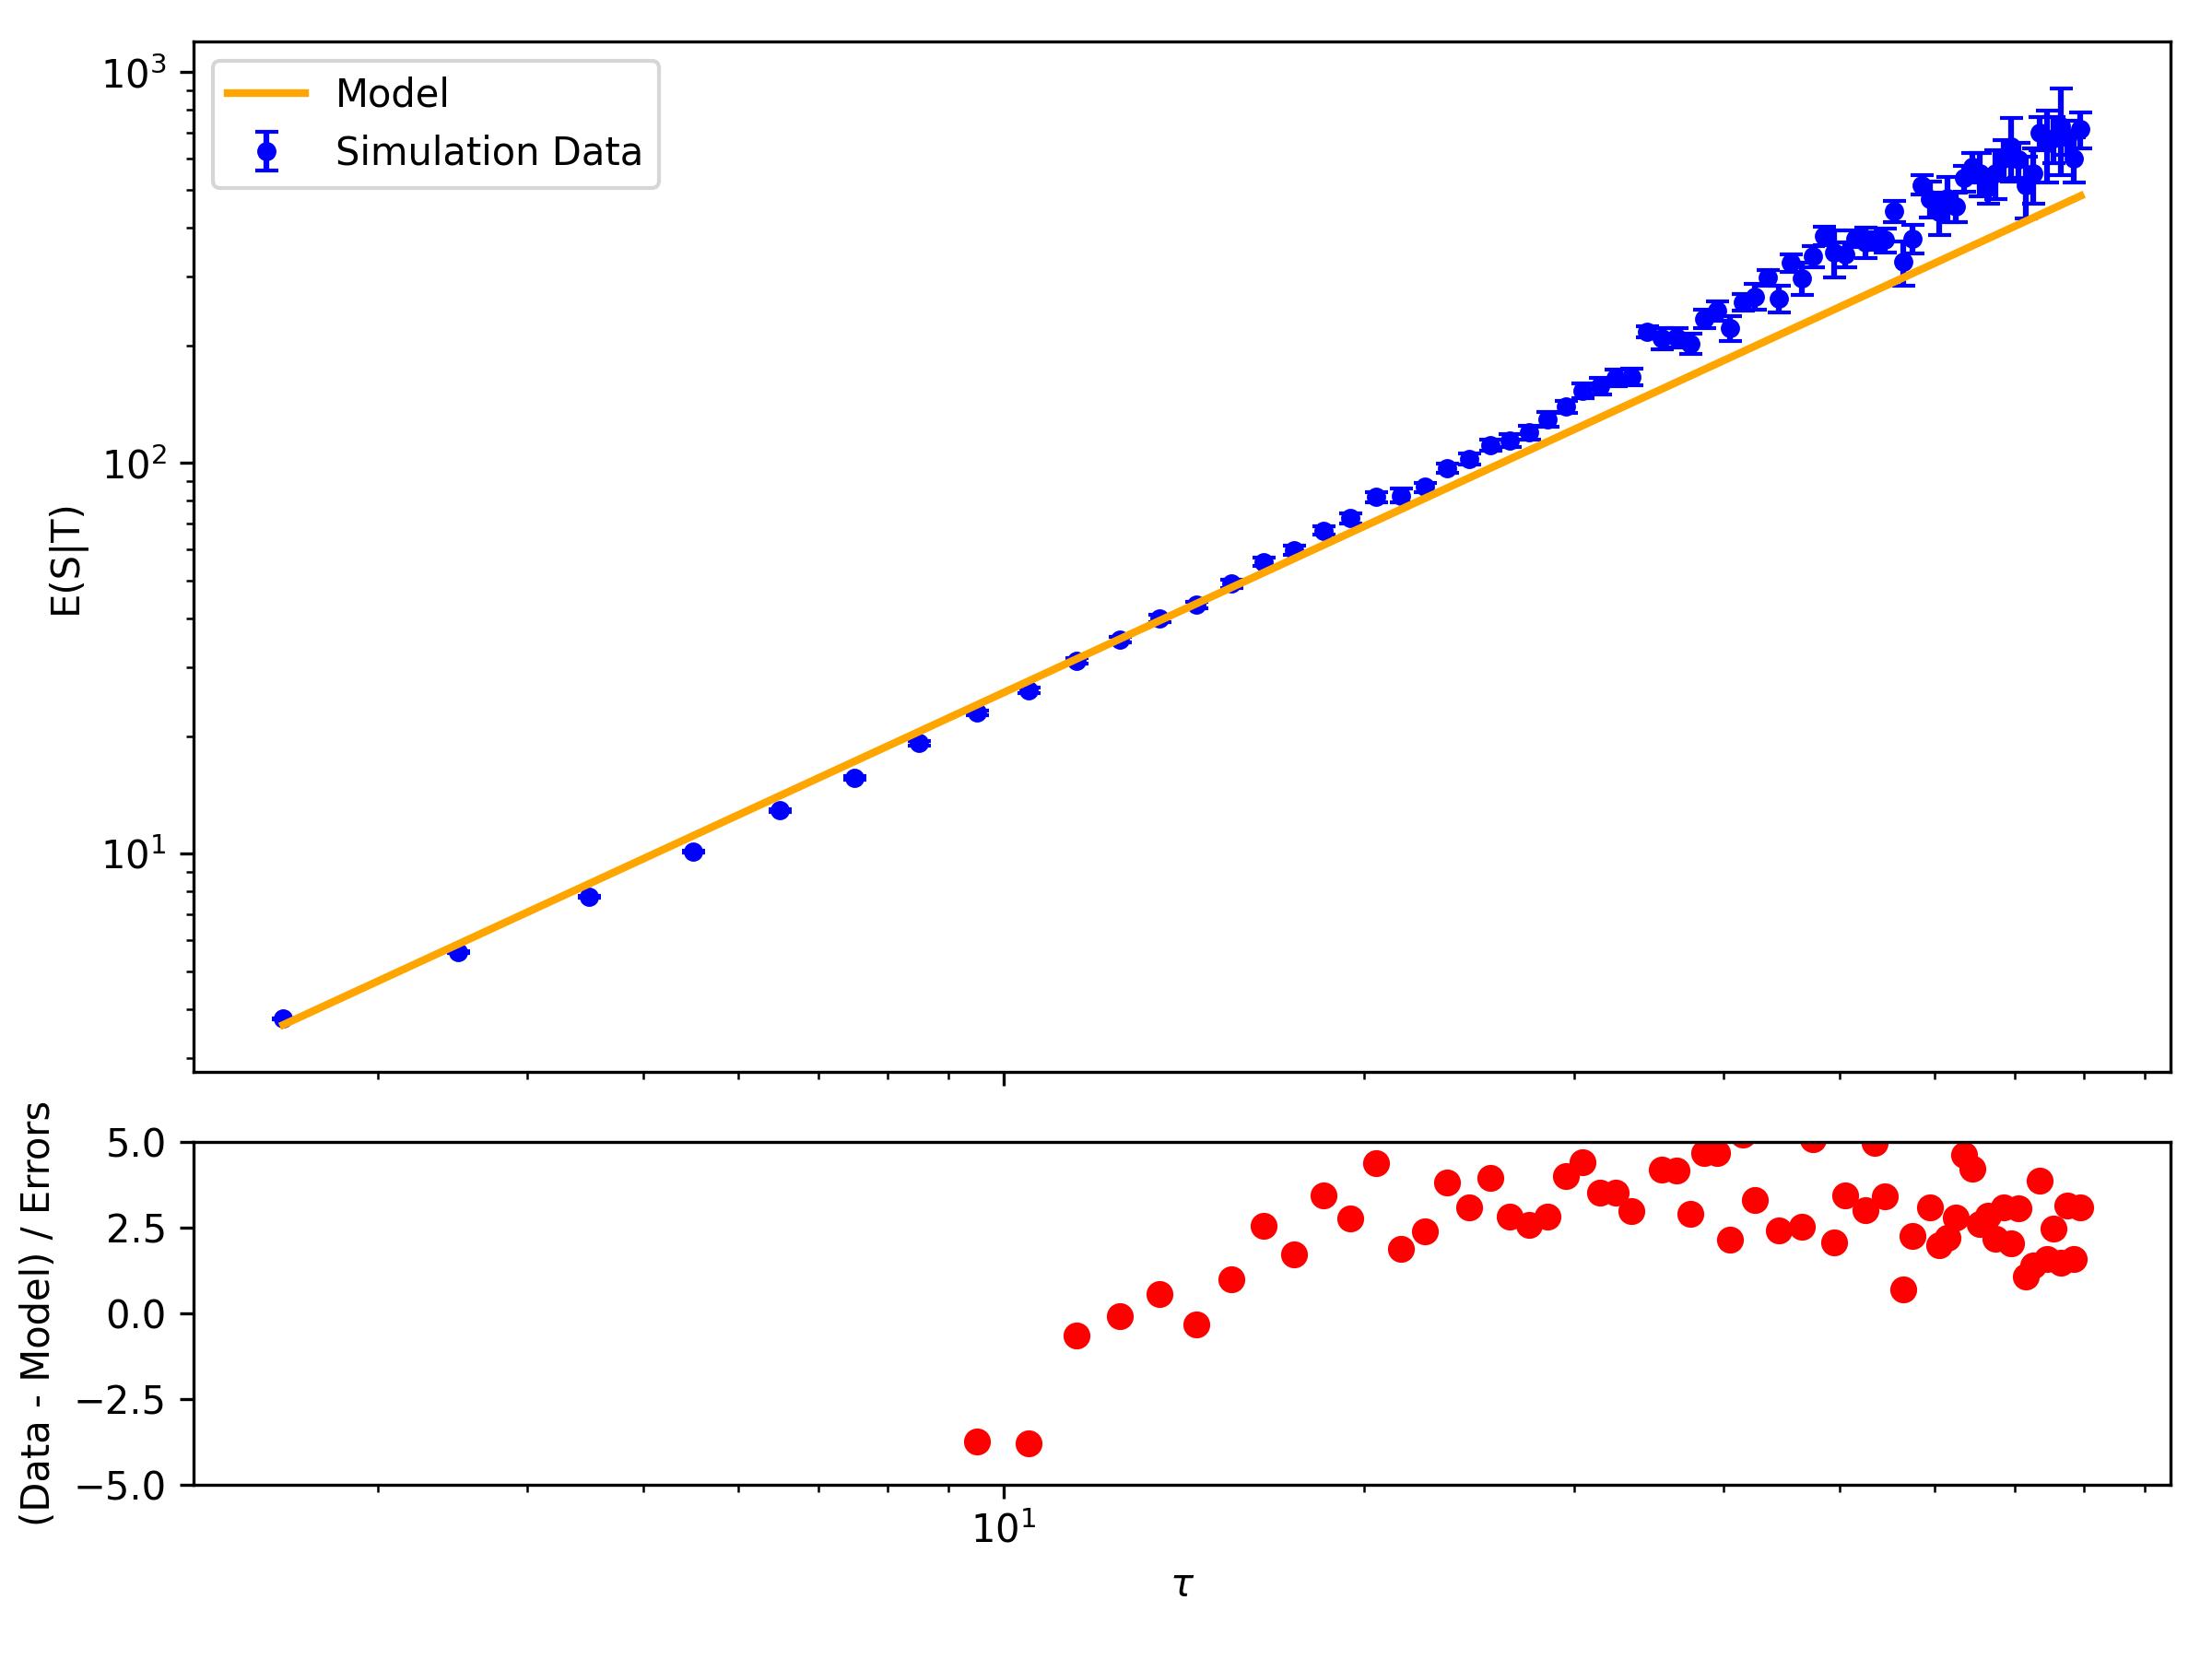 10³
Model
Simulation Data
10²
E(S|T)
10¹
5.0
2.5
0.0
−2.5
−5.0
(Data - Model) / Errors
10¹
τ